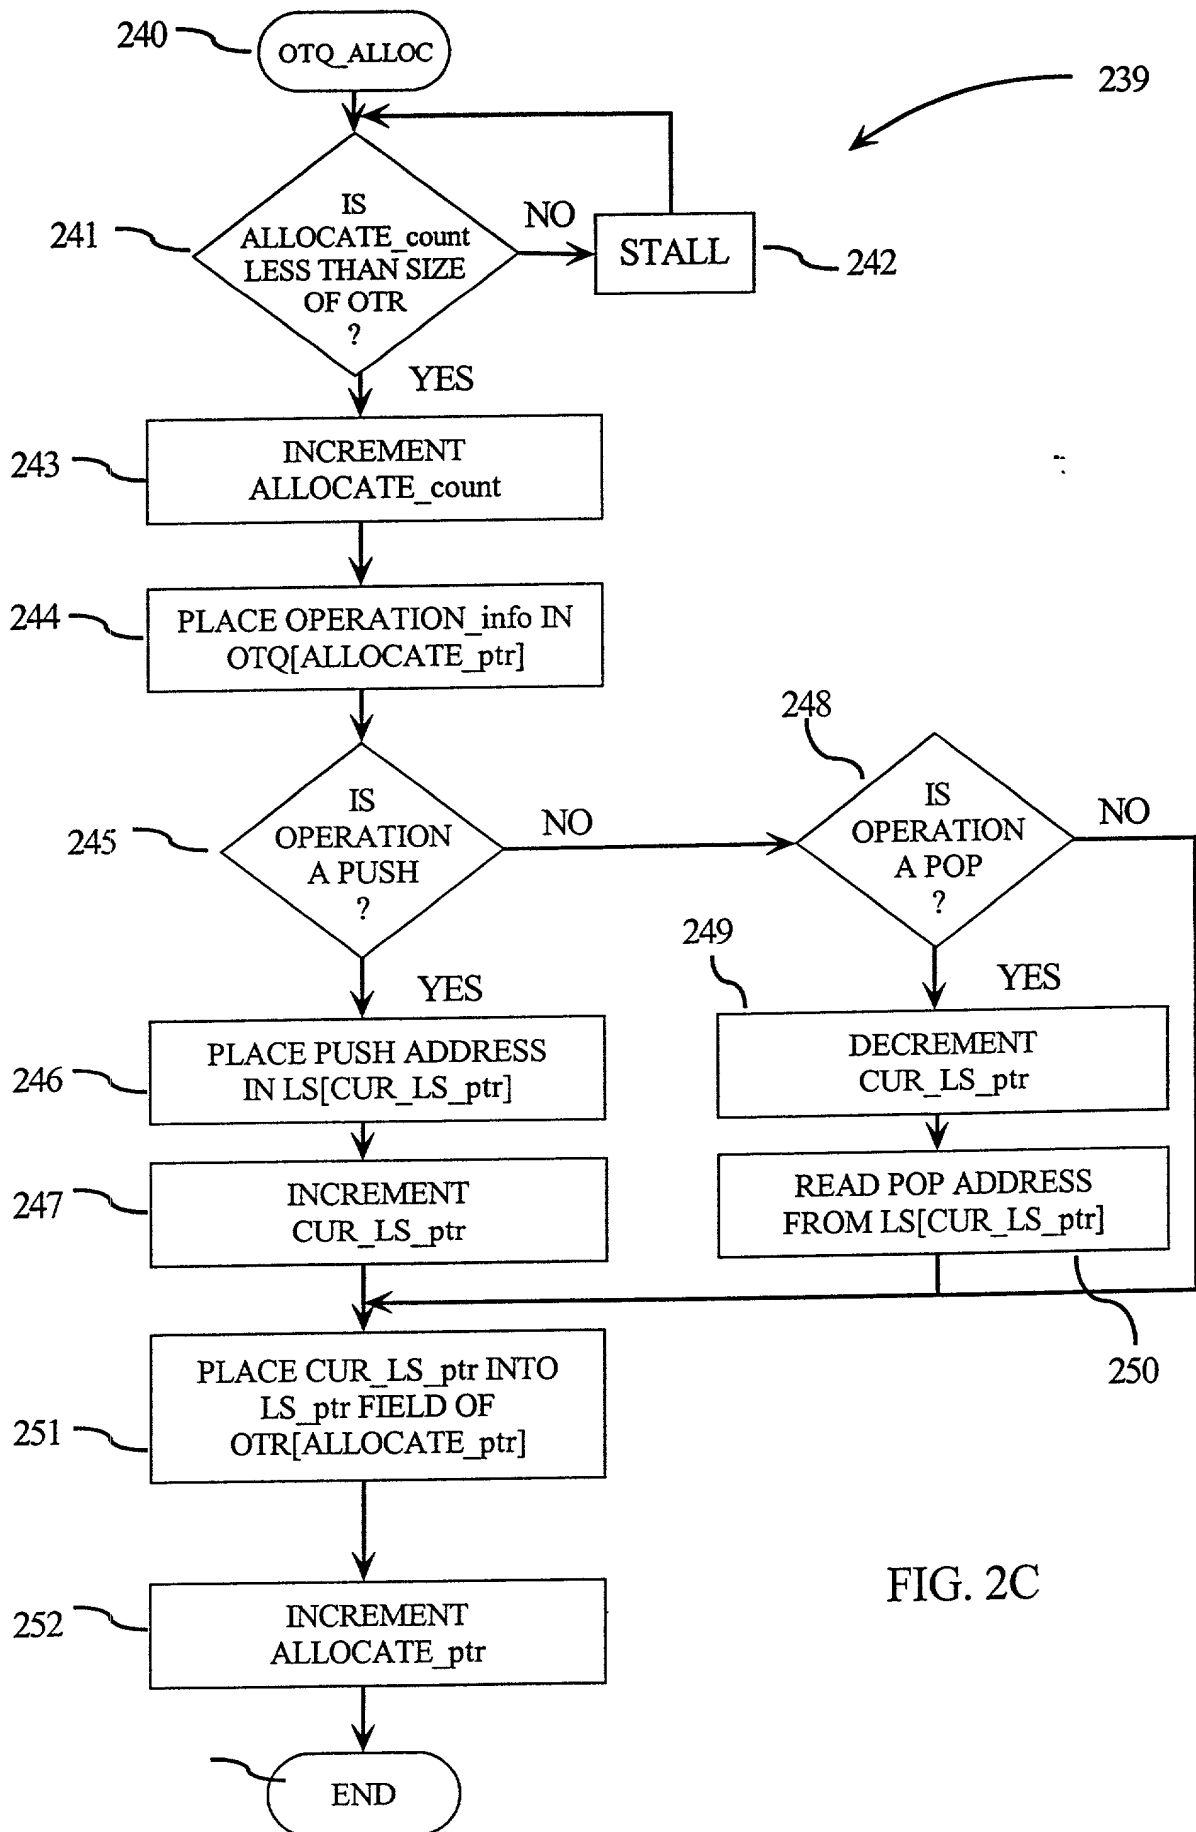 240
OTQ_ALLOC
239
241
IS
ALLOCATE_count
LESS THAN SIZE
OF OTR
?
NO
STALL
242
YES
243
INCREMENT
ALLOCATE_count
244
PLACE OPERATION_info IN
OTQ[ALLOCATE_ptr]
245
IS
OPERATION
A PUSH
?
NO
248
IS
OPERATION
A POP
?
NO
YES
246
PLACE PUSH ADDRESS
IN LS[CUR_LS_ptr]
249
YES
DECREMENT
CUR_LS_ptr
247
INCREMENT
CUR_LS_ptr
READ POP ADDRESS
FROM LS[CUR_LS_ptr]
250
251
PLACE CUR_LS_ptr INTO
LS_ptr FIELD OF
OTR[ALLOCATE_ptr]
252
INCREMENT
ALLOCATE_ptr
END
FIG. 2C